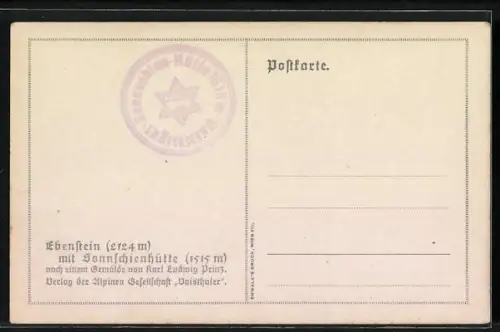 Postkarte.
Ebenstein (2124 m)
mit Sonnschienhütte (1515 m)
nach einem Gemälde von Karl Ludwig Prinz.
Verlag der Alpinen Gesellschaft „Voisthaler".